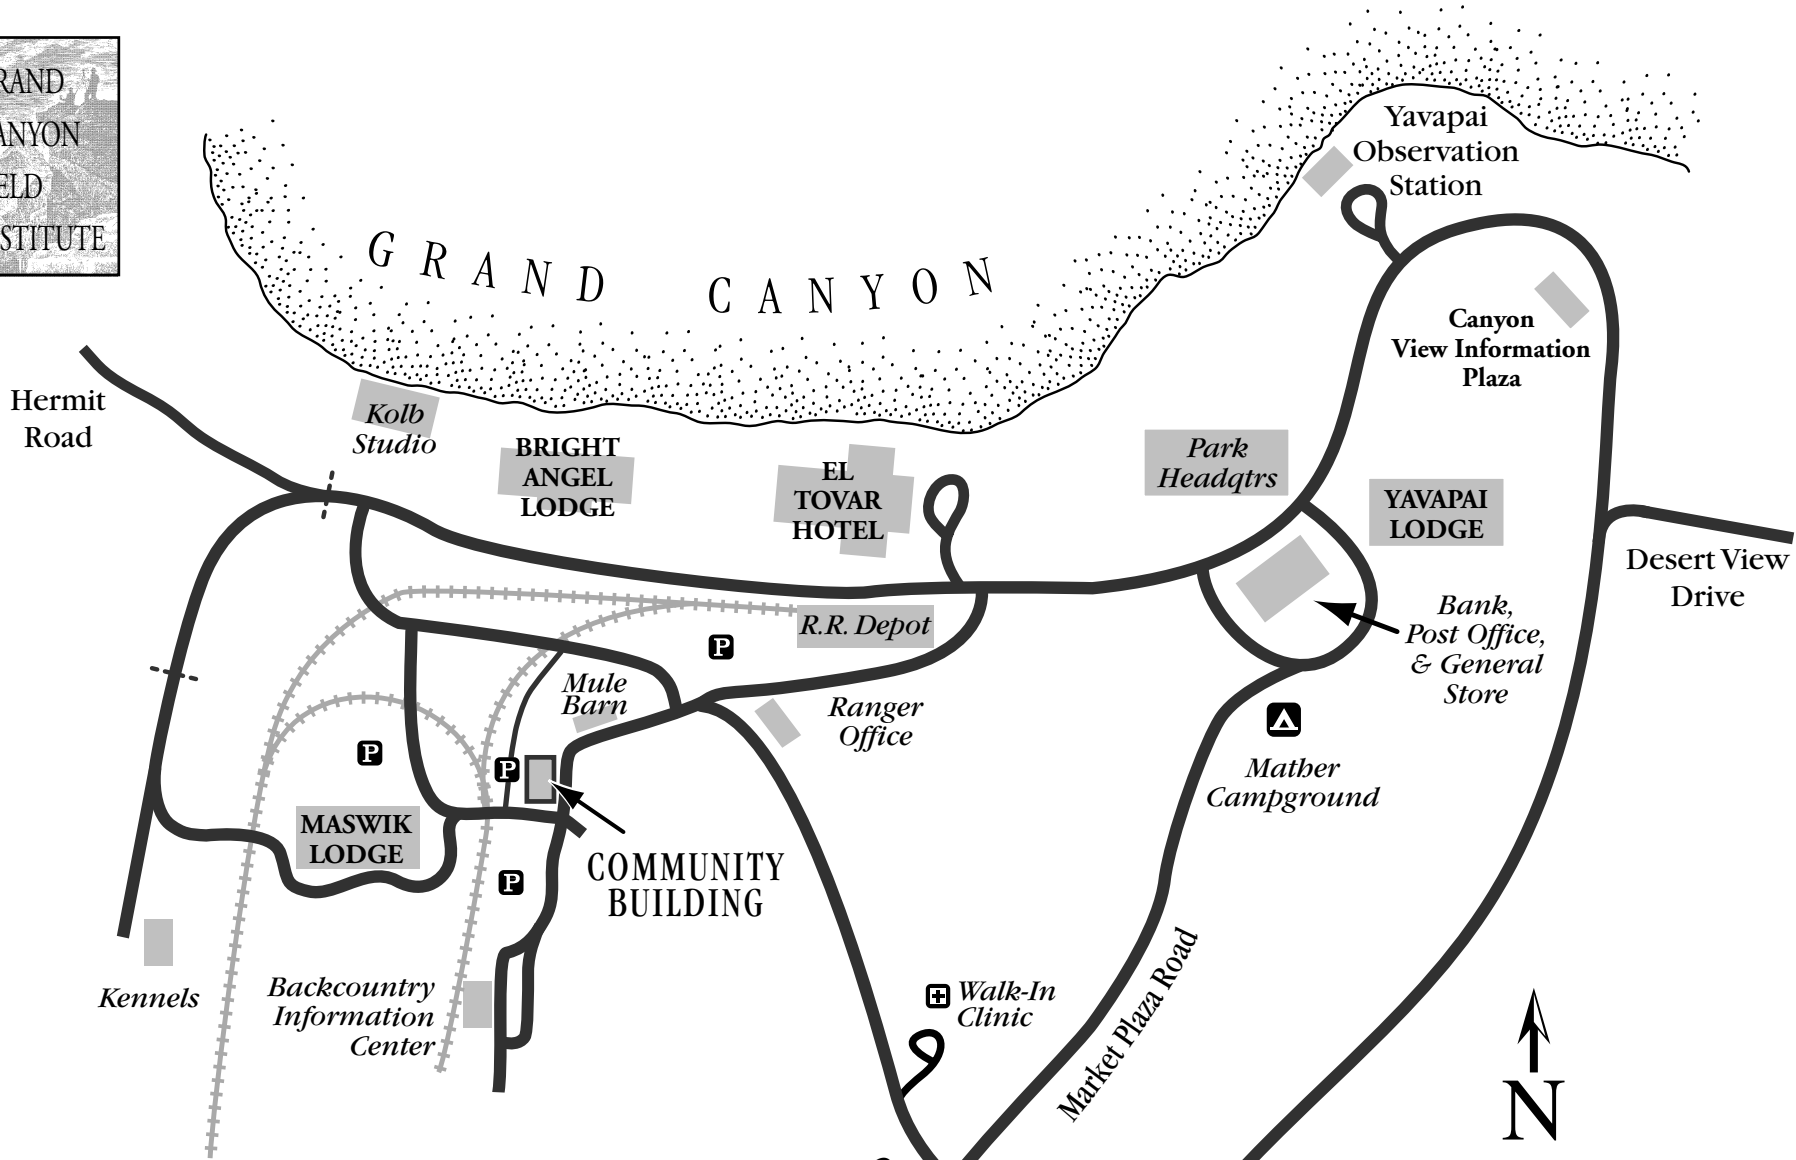 RAND
ANYON
ELD
STITUTE
GRAND CANYON
Yavapai
Observation
Station
Canyon
View Information
Plaza
Hermit
Road
Kolb
Studio
BRIGHT
ANGEL
LODGE
EL
TOVAR
HOTEL
Park
Headqtrs
YAVAPAI
LODGE
Desert View
Drive
Bank,
Post Office,
& General
Store
R.R. Depot
P
Mule
Barn
Ranger
Office
P
P
Mather
Campground
MASWIK
LODGE
COMMUNITY
BUILDING
P
Kennels
Backcountry
Information
Center
Walk-In
Clinic
Market Plaza Road
N